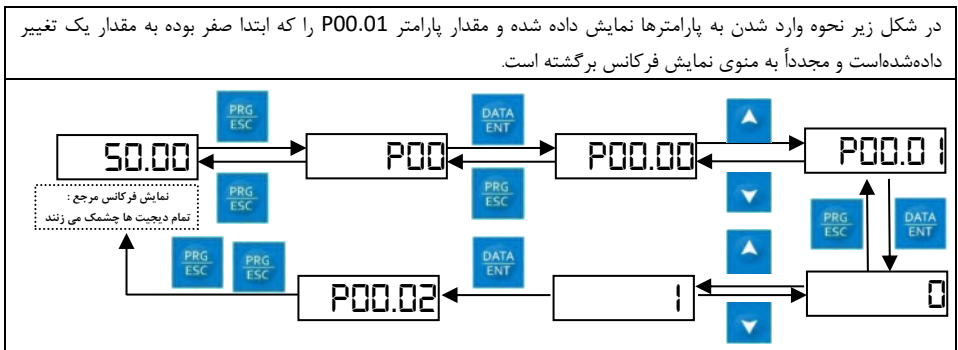 در شکل زیر نحوه وارد شدن به پارامترها نمایش داده شده و مقدار پارامتر P00.01 را که ابتدا صفر بوده به مقدار یک تغییر
داده‌شده‌است و مجدداً به منوی نمایش فرکانس برگشته است.
PRG
ESC
DATA
ENT
50.00
P00
P00.00
P00.01
نمایش فرکانس مرجع :
تمام دیجیت ها چشمک می زنند
PRG
ESC
PRG
ESC
PRG
ESC
DATA
ENT
PRG
ESC
PRG
ESC
DATA
ENT
P00.02
1
0